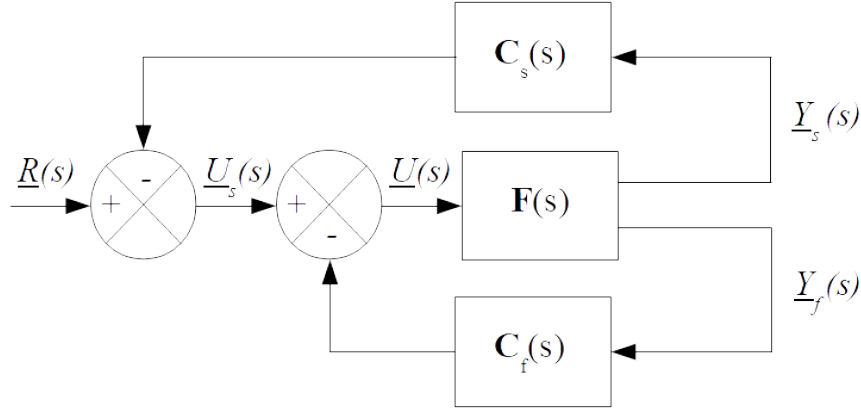 C_s(s)
Y_s(s)
R(s)
-
+
U_s(s)
+
-
U(s)
F(s)
Y_f(s)
C_f(s)